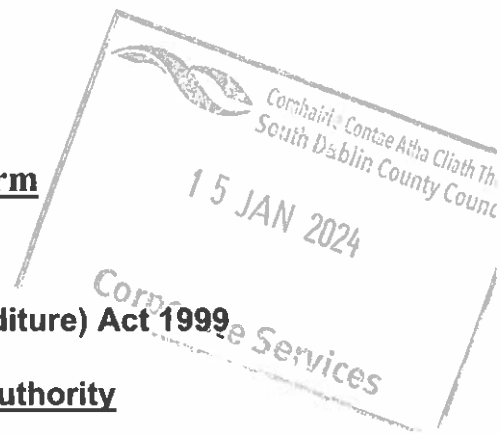 Comhairle Contae Átha Cliath Th
South Dublin County Counc
rm
15 JAN 2024
diture) Act 1999
Corporate Services
uthority